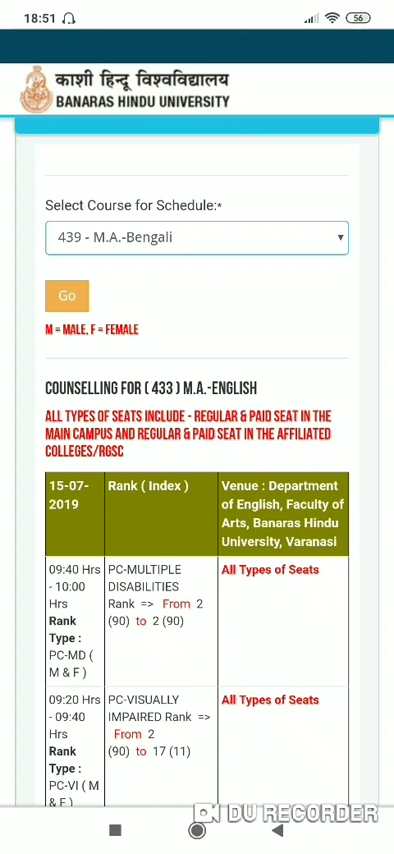 18:51
56
काशी हिन्दू विश्वविद्यालय
BANARAS HINDU UNIVERSITY
Select Course for Schedule:*
439 - M.A.-Bengali
Go
M = MALE, F = FEMALE
COUNSELLING FOR ( 433 ) M.A.-ENGLISH
ALL TYPES OF SEATS INCLUDE - REGULAR & PAID SEAT IN THE
MAIN CAMPUS AND REGULAR & PAID SEAT IN THE AFFILIATED
COLLEGES/RGSC
15-07-
2019
Rank ( Index )
Venue : Department
of English, Faculty of
Arts, Banaras Hindu
University, Varanasi
09:40 Hrs
- 10:00
Hrs
Rank
Type :
PC-MD (
M & F )
PC-MULTIPLE
DISABILITIES
Rank => From 2
(90) to 2 (90)
All Types of Seats
09:20 Hrs
- 09:40
Hrs
Rank
Type :
PC-VI ( M
& F )
PC-VISUALLY
IMPAIRED Rank =>
From 2
(90) to 17 (11)
All Types of Seats
DU RECORDER